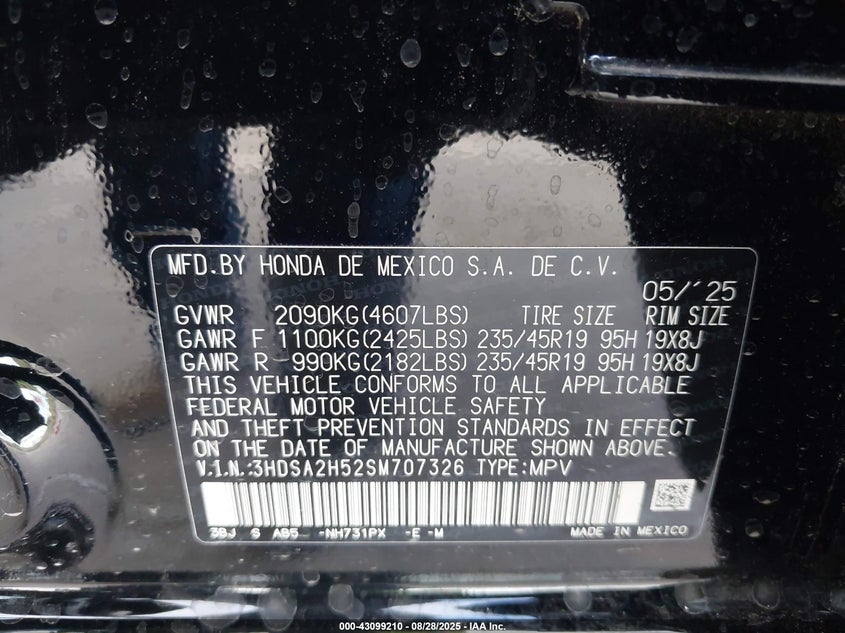 MFD.BY HONDA DE MEXICO S.A. DE C.V.
05/´25
GVWR 2090KG(4607LBS) TIRE SIZE RIM SIZE
GAWR F 1100KG(2425LBS) 235/45R19 95H 19X8J
GAWR R 990KG(2182LBS) 235/45R19 95H 19X8J
THIS VEHICLE CONFORMS TO ALL APPLICABLE
FEDERAL MOTOR VEHICLE SAFETY
AND THEFT PREVENTION STANDARDS IN EFFECT
ON THE DATE OF MANUFACTURE SHOWN ABOVE.
V.I.N.:3HDSA2H52SM707326 TYPE:MPV
3BJ S AB5 -NH731PX -E -M MADE IN MEXICO
000-43099210 - 08/28/2025 - IAA Inc.